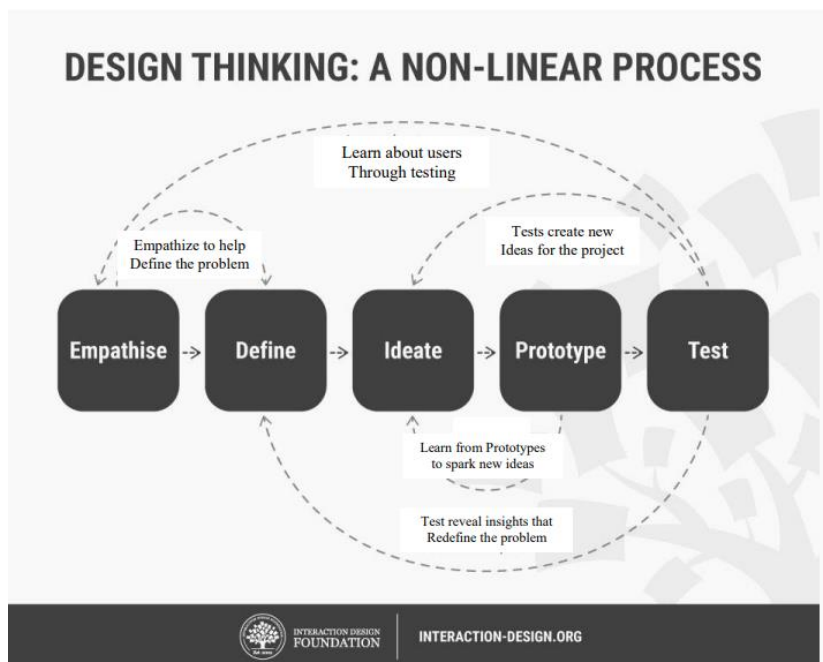 DESIGN THINKING: A NON-LINEAR PROCESS
Learn about users
Through testing
Tests create new
Ideas for the project
Empathize to help
Define the problem
Empathise
Define
Ideate
Prototype
Test
Learn from Prototypes
to spark new ideas
Test reveal insights that
Redefine the problem
INTERACTION DESIGN
FOUNDATION
INTERACTION-DESIGN.ORG